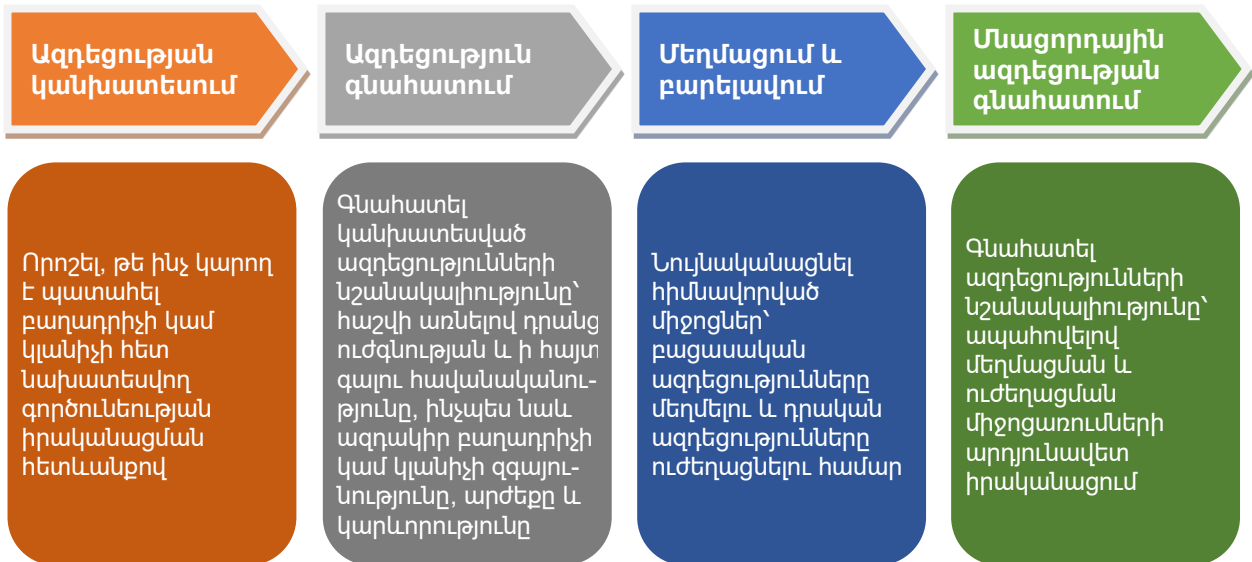 Ազդեցության
կանխատեսում
Ազդեցություն
գնահատում
Մեղմացում և
բարելավում
Մնացորդային
ազդեցության
գնահատում
Որոշել, թե ինչ կարող
է պատահել
բաղադրիչի կամ
կլանիչի հետ
նախատեսվող
գործունեության
իրականացման
հետևանքով
Գնահատել
կանխատեսված
ազդեցությունների
նշանակալիությունը՝
հաշվի առնելով դրանց
ուժգնության և ի հայտ
գալու հավանականու-
թյունը, ինչպես նաև
ազդակիր բաղադրիչի
կամ կլանիչի զգայու-
նությունը, արժեքը և
կարևորությունը
Նույնականացնել
հիմնավորված
միջոցներ՝
բացասական
ազդեցությունները
մեղմելու և դրական
ազդեցությունները
ուժեղացնելու համար
Գնահատել
ազդեցությունների
նշանակալիությունը՝
ապահովելով
մեղմացման և
ուժեղացման
միջոցառումների
արդյունավետ
իրականացում